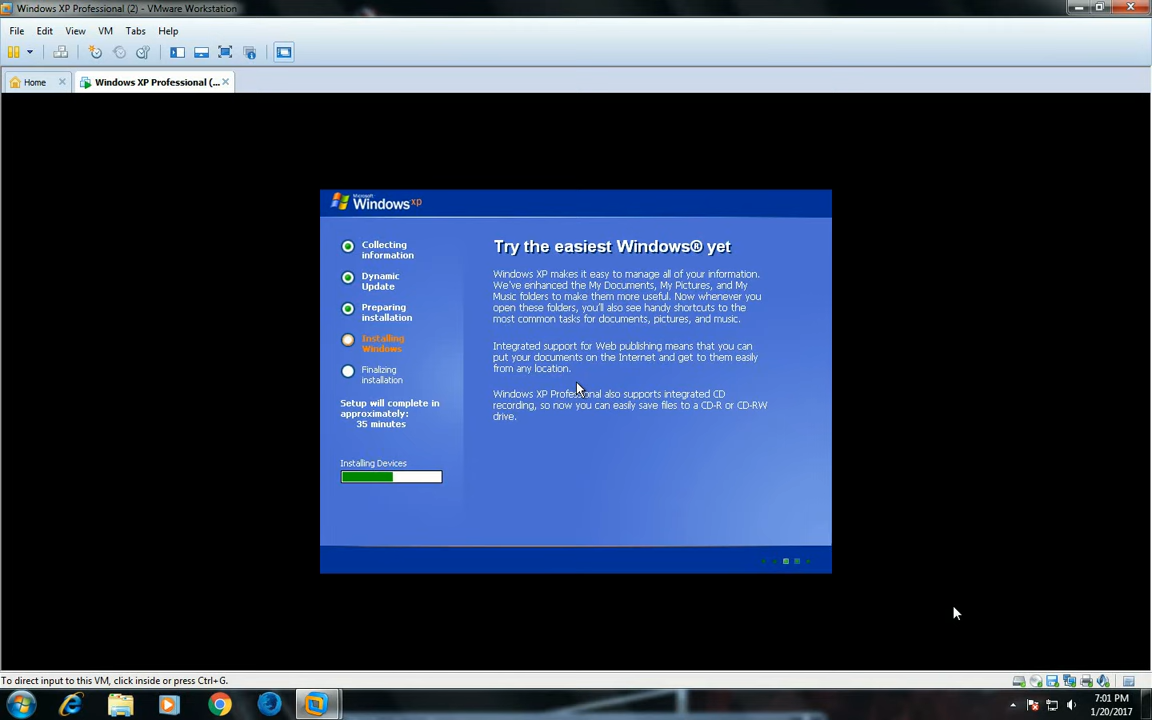 Windows XP Professional (2) - VMware Workstation
File Edit View VM Tabs Help
Home
Windows XP Professional (...
Microsoft
Windows xp
Collecting
information
Dynamic
Update
Preparing
installation
Installing
Windows
Finalizing
installation
Setup will complete in
approximately:
35 minutes
Installing Devices
Try the easiest Windows® yet
Windows XP makes it easy to manage all of your information.
We've enhanced the My Documents, My Pictures, and My
Music folders to make them more useful. Now whenever you
open these folders, you'll also see handy shortcuts to the
most common tasks for documents, pictures, and music.
Integrated support for Web publishing means that you can
put your documents on the Internet and get to them easily
from any location.
Windows XP Professional also supports integrated CD
recording, so now you can easily save files to a CD-R or CD-RW
drive.
To direct input to this VM, click inside or press Ctrl+G.
7:01 PM
1/20/2017